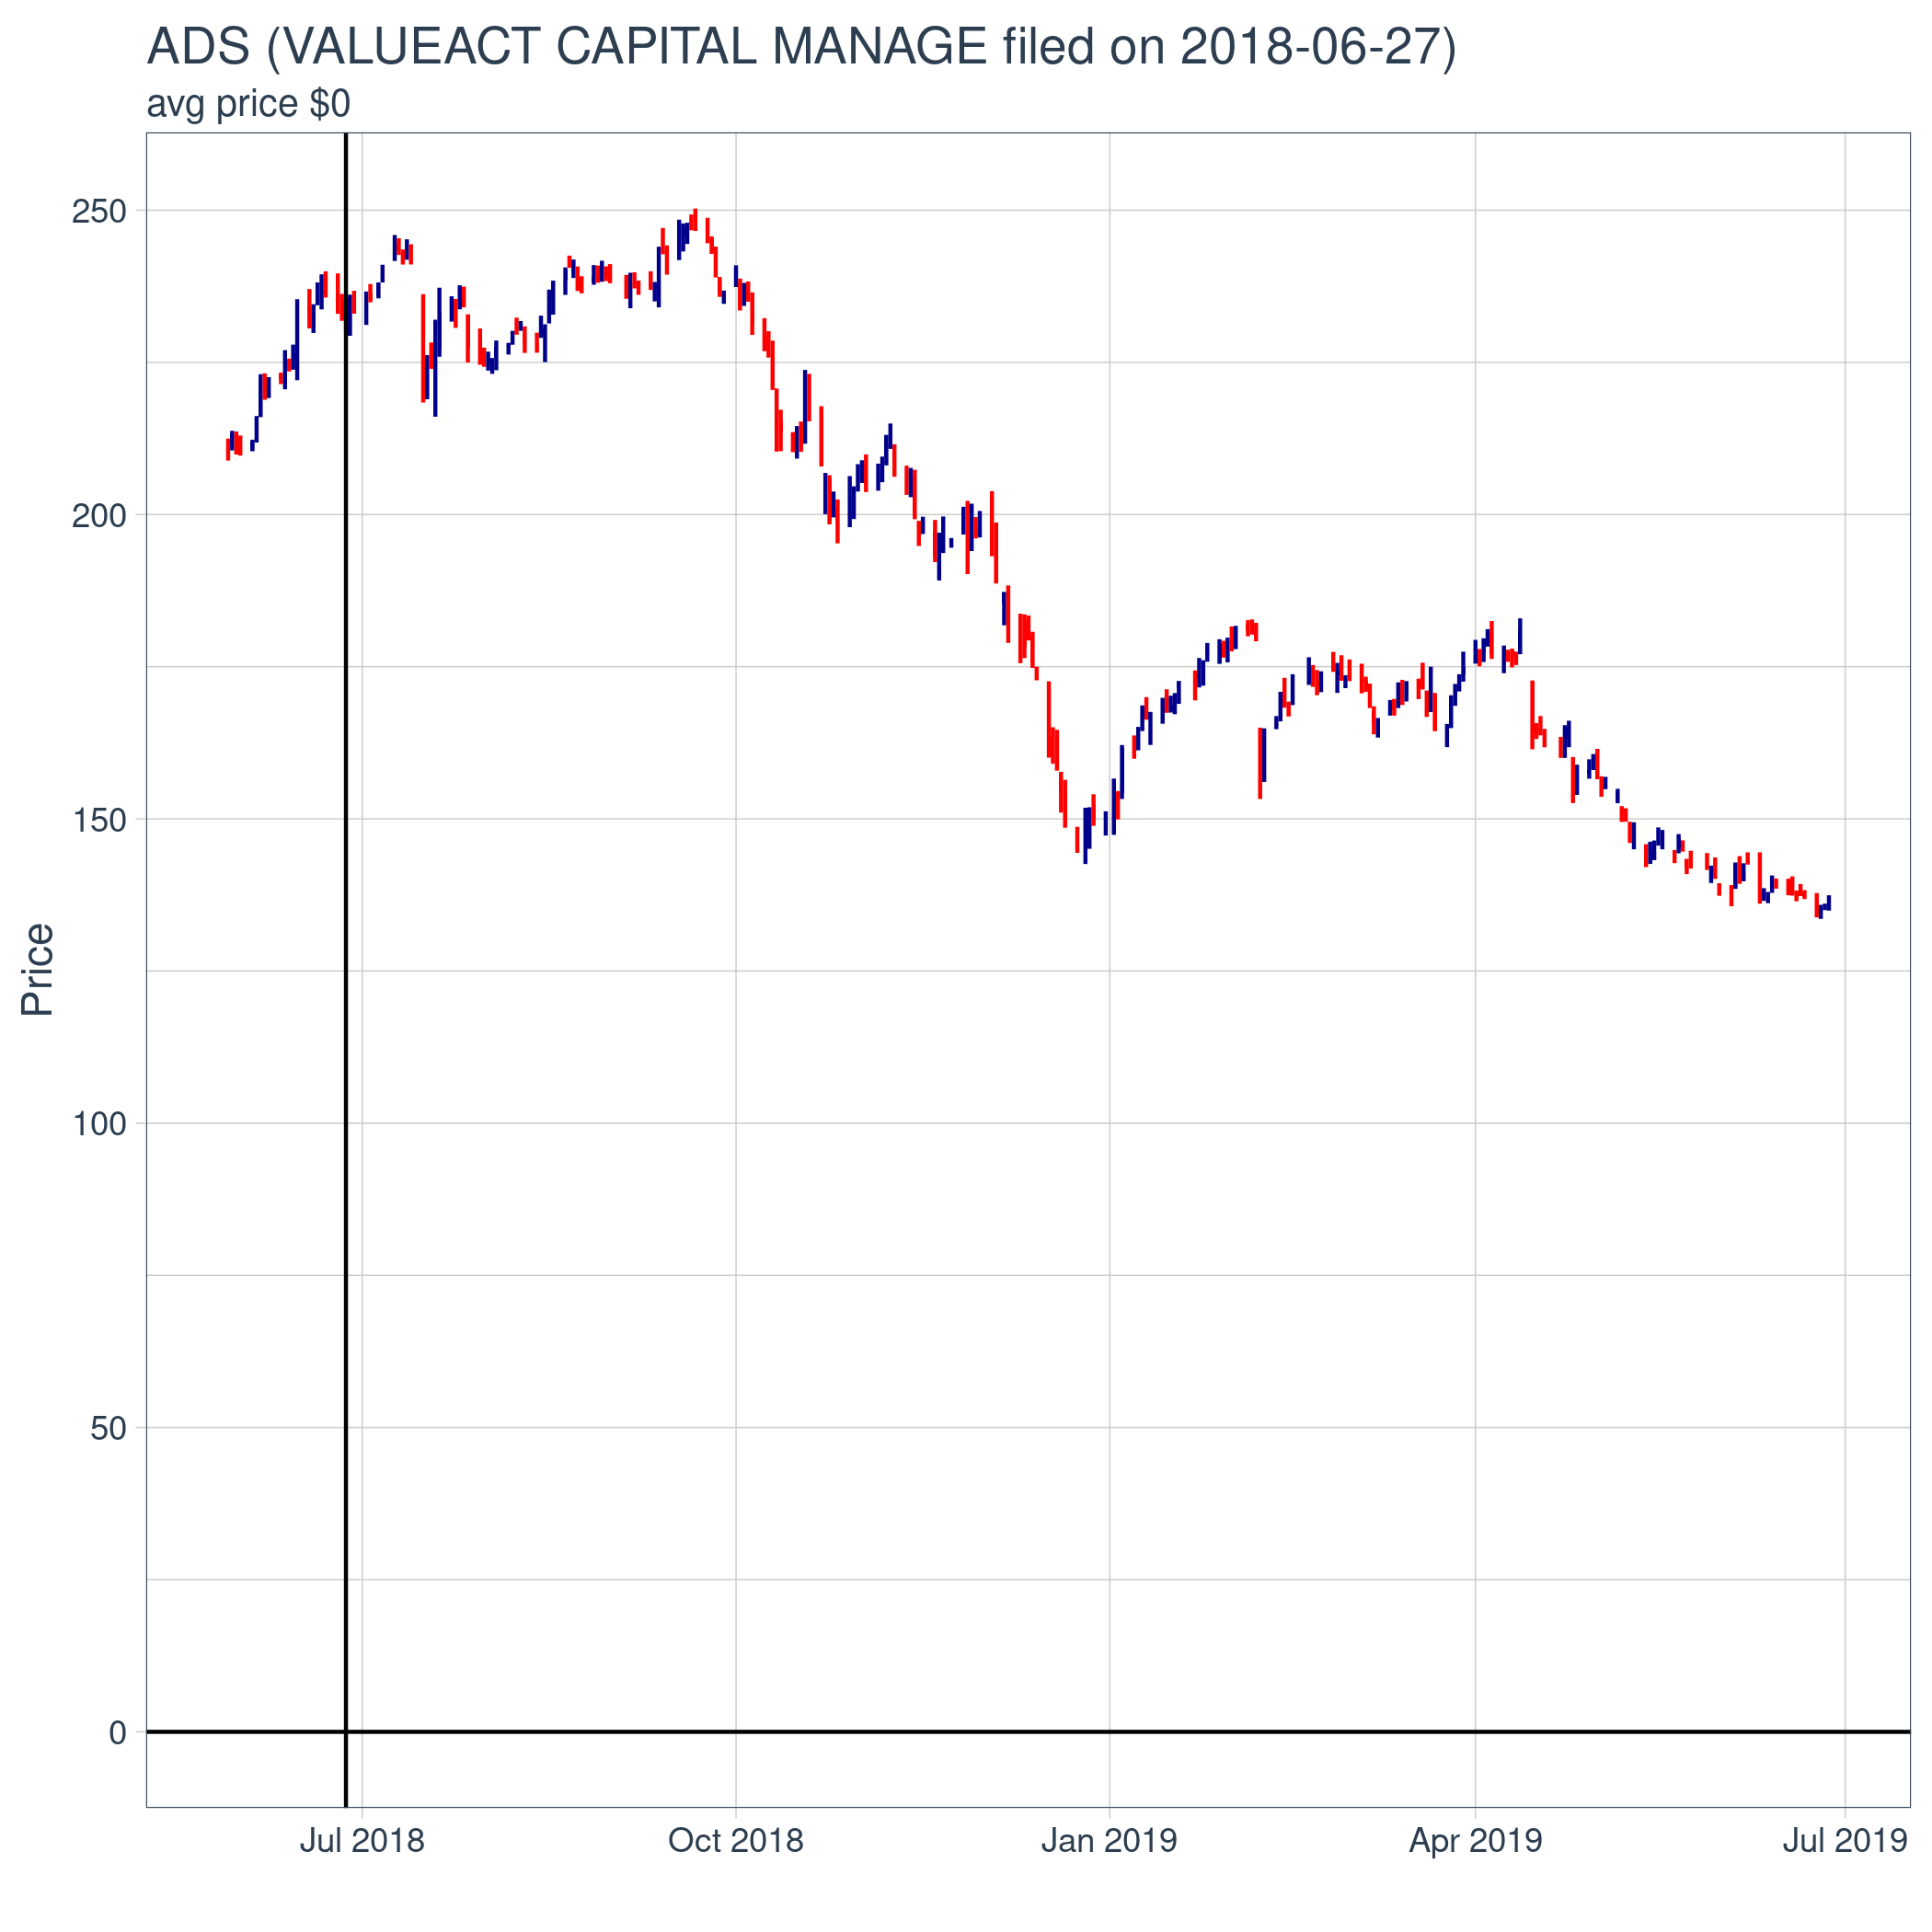 ADS (VALUEACT CAPITAL MANAGE filed on 2018-06-27)
avg price $0
250
200
150
100
50
0
Price
Jul 2018
Oct 2018
Jan 2019
Apr 2019
Jul 2019